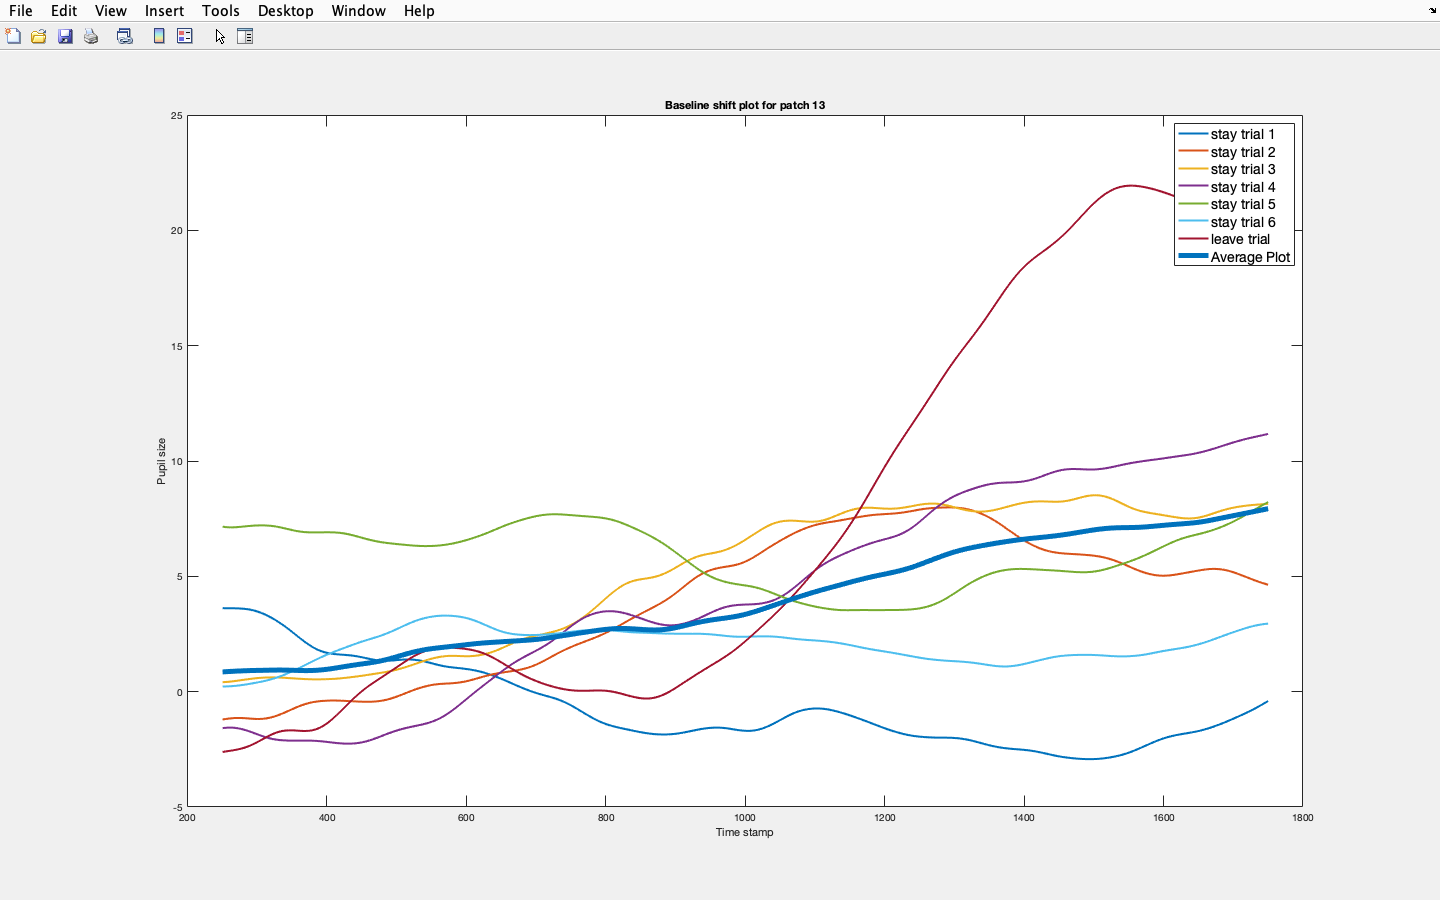 File Edit View Insert Tools Desktop Window Help
Baseline shift plot for patch 13
25
20
15
10
5
0
-5
Pupil size
stay trial 1
stay trial 2
stay trial 3
stay trial 4
stay trial 5
stay trial 6
leave trial
Average Plot
200 400 600 800 1000 1200 1400 1600 1800
Time stamp